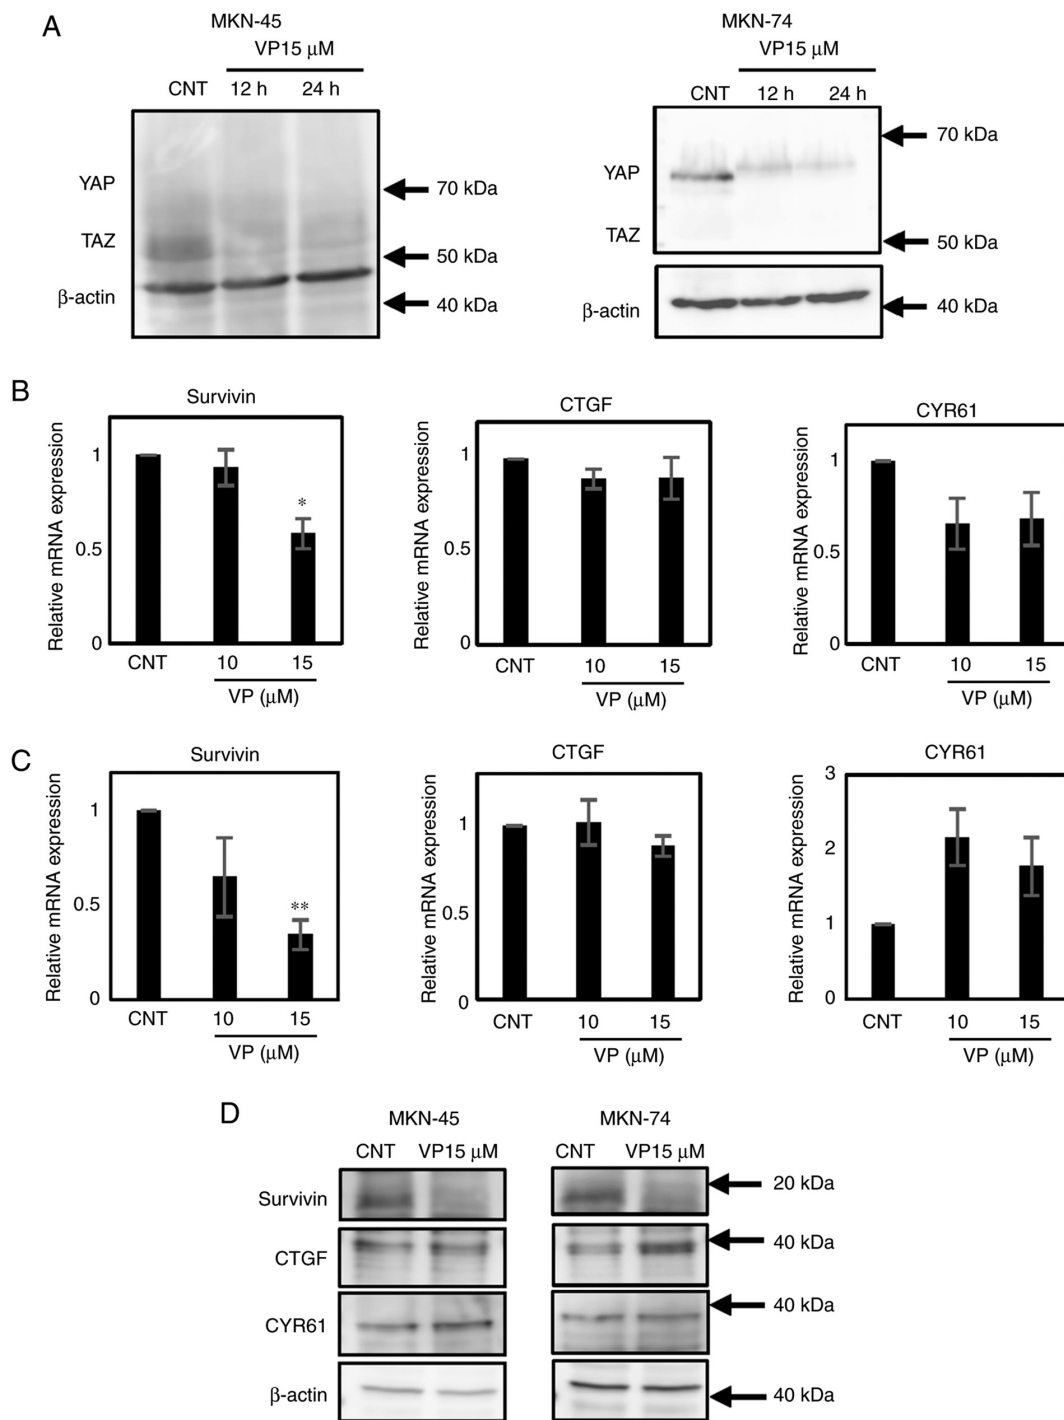 A
MKN-45
VP15 μM
CNT 12 h 24 h
YAP
TAZ
β-actin
70 kDa
50 kDa
40 kDa
MKN-74
VP15 μM
CNT 12 h 24 h
YAP
TAZ
β-actin
70 kDa
50 kDa
40 kDa
B
Survivin
Relative mRNA expression
1
0.5
0
*
CNT 10 15
VP (μM)
CTGF
Relative mRNA expression
1
0.5
0
CNT 10 15
VP (μM)
CYR61
Relative mRNA expression
1
0.5
0
CNT 10 15
VP (μM)
C
Survivin
Relative mRNA expression
1
0.5
0
**
CNT 10 15
VP (μM)
CTGF
Relative mRNA expression
1
0.5
0
CNT 10 15
VP (μM)
CYR61
Relative mRNA expression
3
2
1
0
CNT 10 15
VP (μM)
D
MKN-45 MKN-74
CNT VP15 μM CNT VP15 μM
Survivin 20 kDa
CTGF 40 kDa
CYR61 40 kDa
β-actin 40 kDa